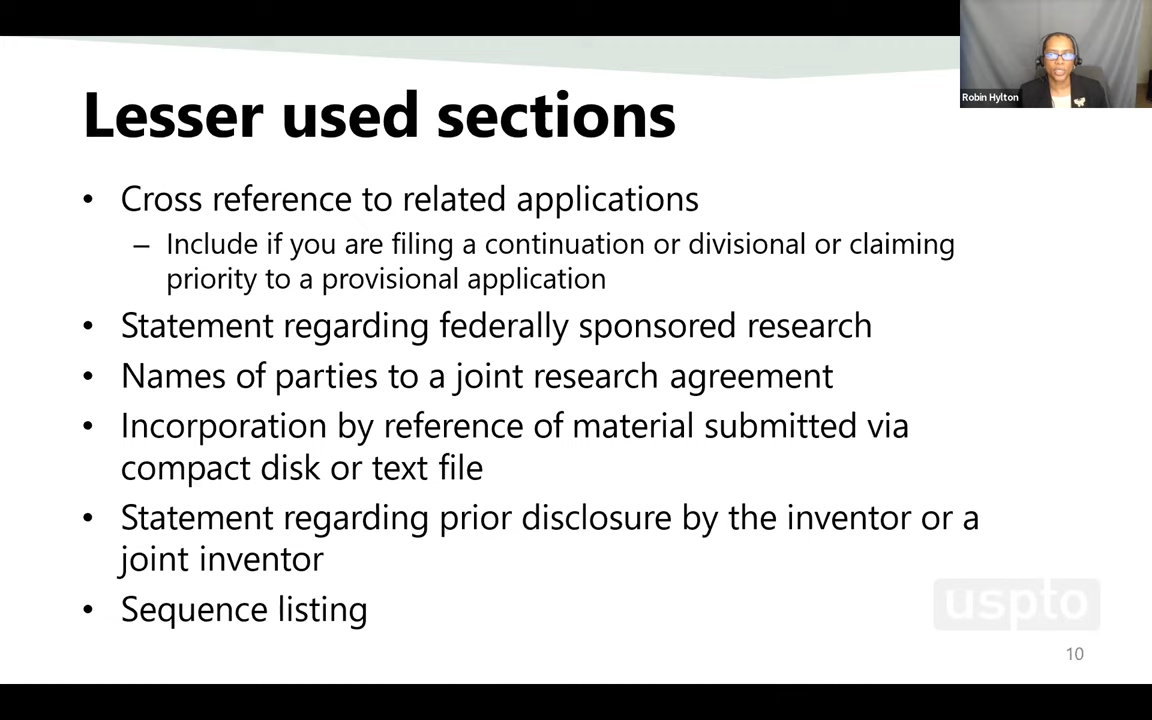 Lesser used sections
Robin Hylton
• Cross reference to related applications
– Include if you are filing a continuation or divisional or claiming
priority to a provisional application
• Statement regarding federally sponsored research
• Names of parties to a joint research agreement
• Incorporation by reference of material submitted via
compact disk or text file
• Statement regarding prior disclosure by the inventor or a
joint inventor
• Sequence listing
uspto
10